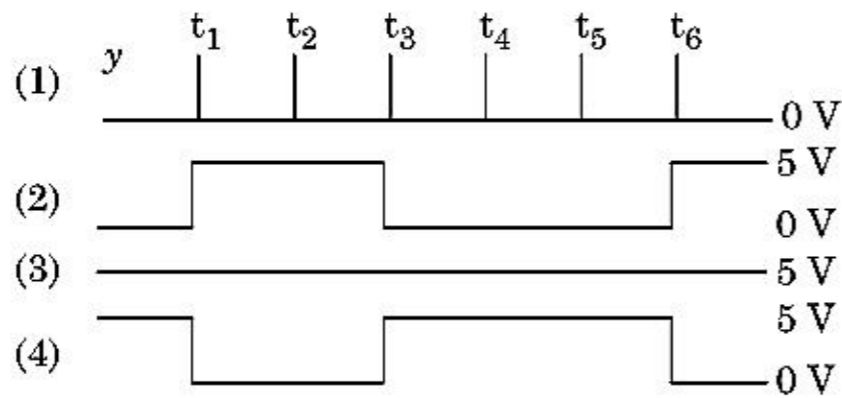 y t₁ t₂ t₃ t₄ t₅ t₆
(1) 0 V
5 V
(2) 0 V
(3) 5 V
5 V
(4) 0 V